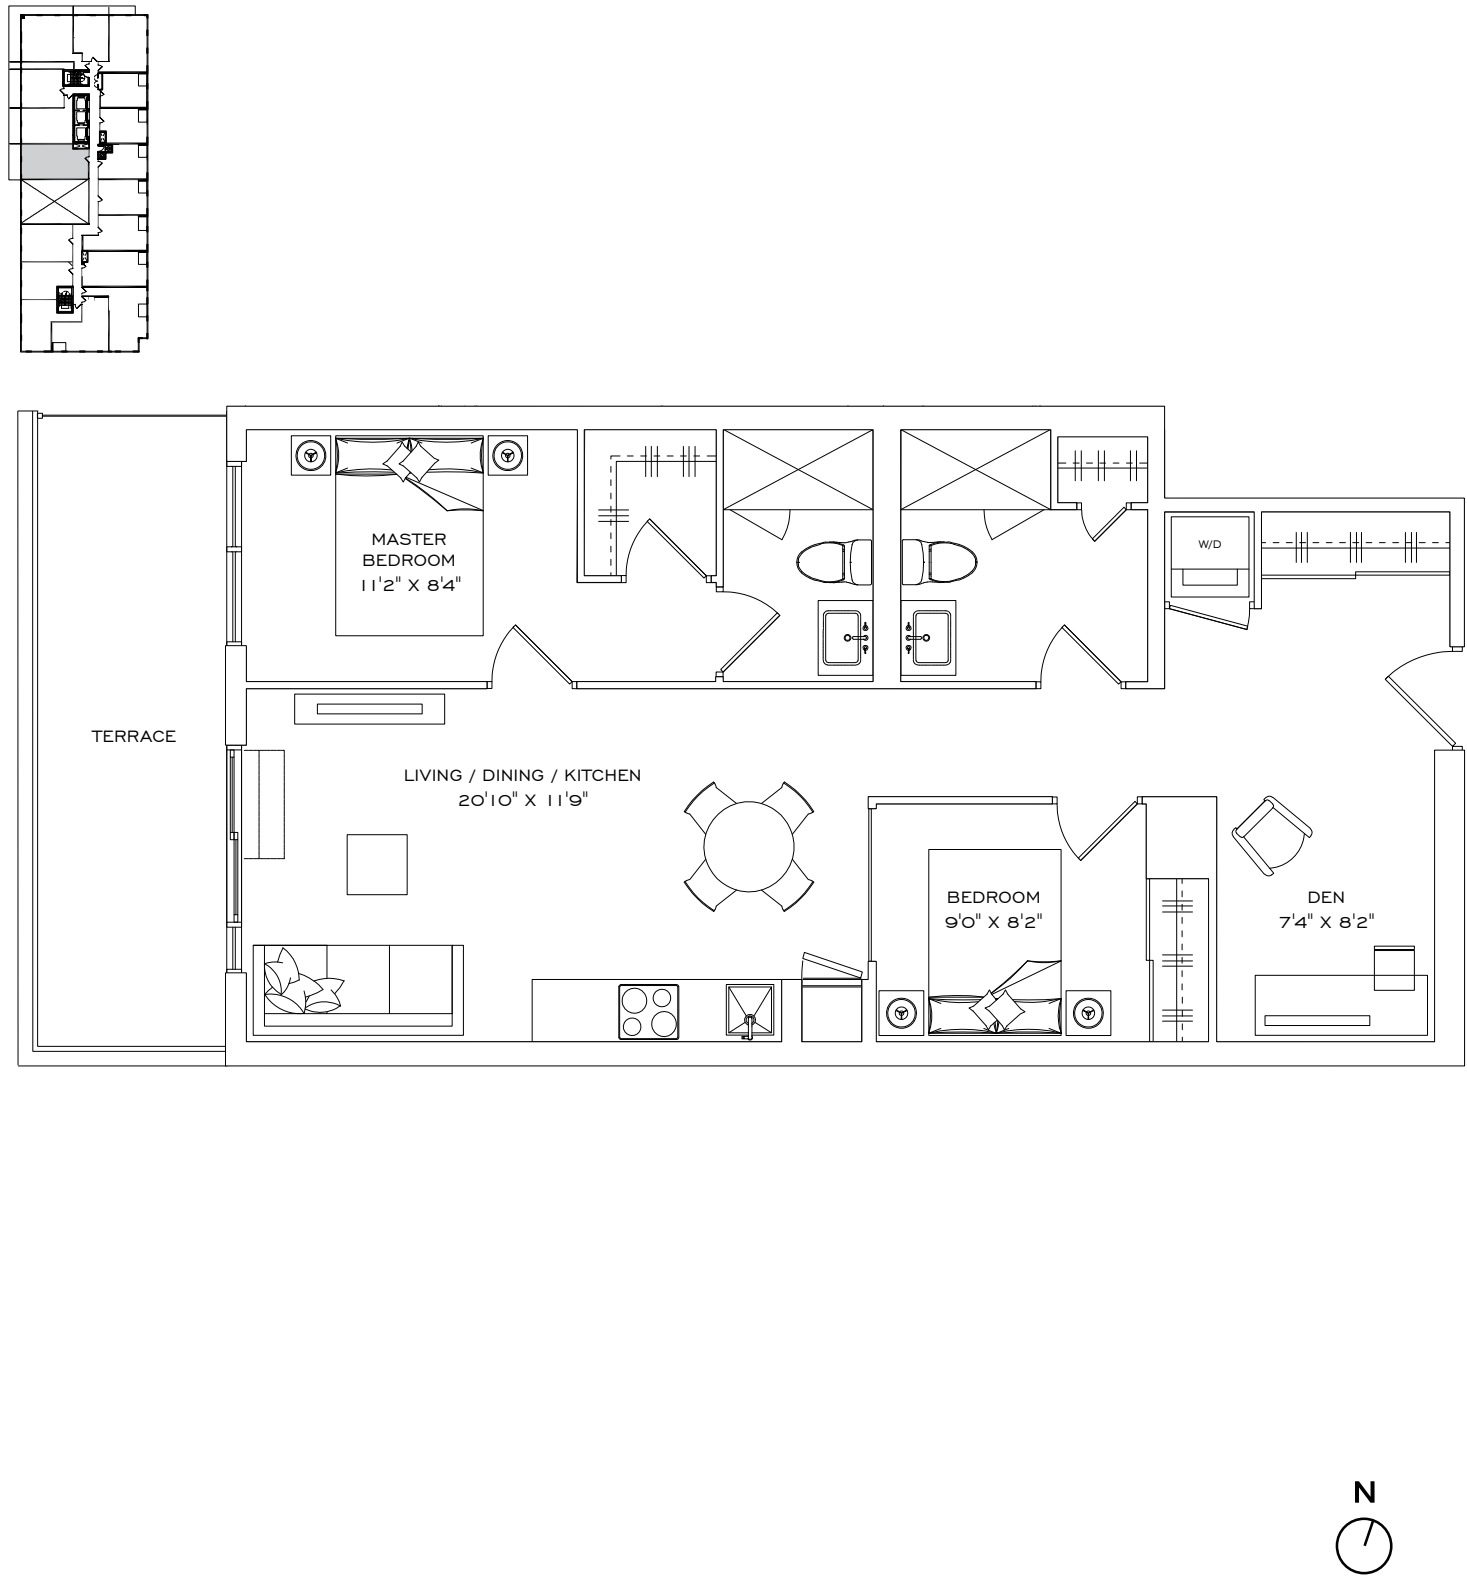 MASTER
BEDROOM
11'2" X 8'4"
W/D
TERRACE
LIVING / DINING / KITCHEN
20'10" X 11'9"
BEDROOM
9'0" X 8'2"
DEN
7'4" X 8'2"
N